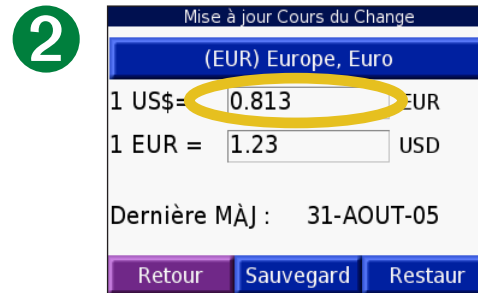 2
Mise à jour Cours du Change
(EUR) Europe, Euro
1 US$= 0.813 EUR
1 EUR = 1.23 USD
Dernière MÀJ : 31-AOUT-05
Retour Sauvegard Restaur